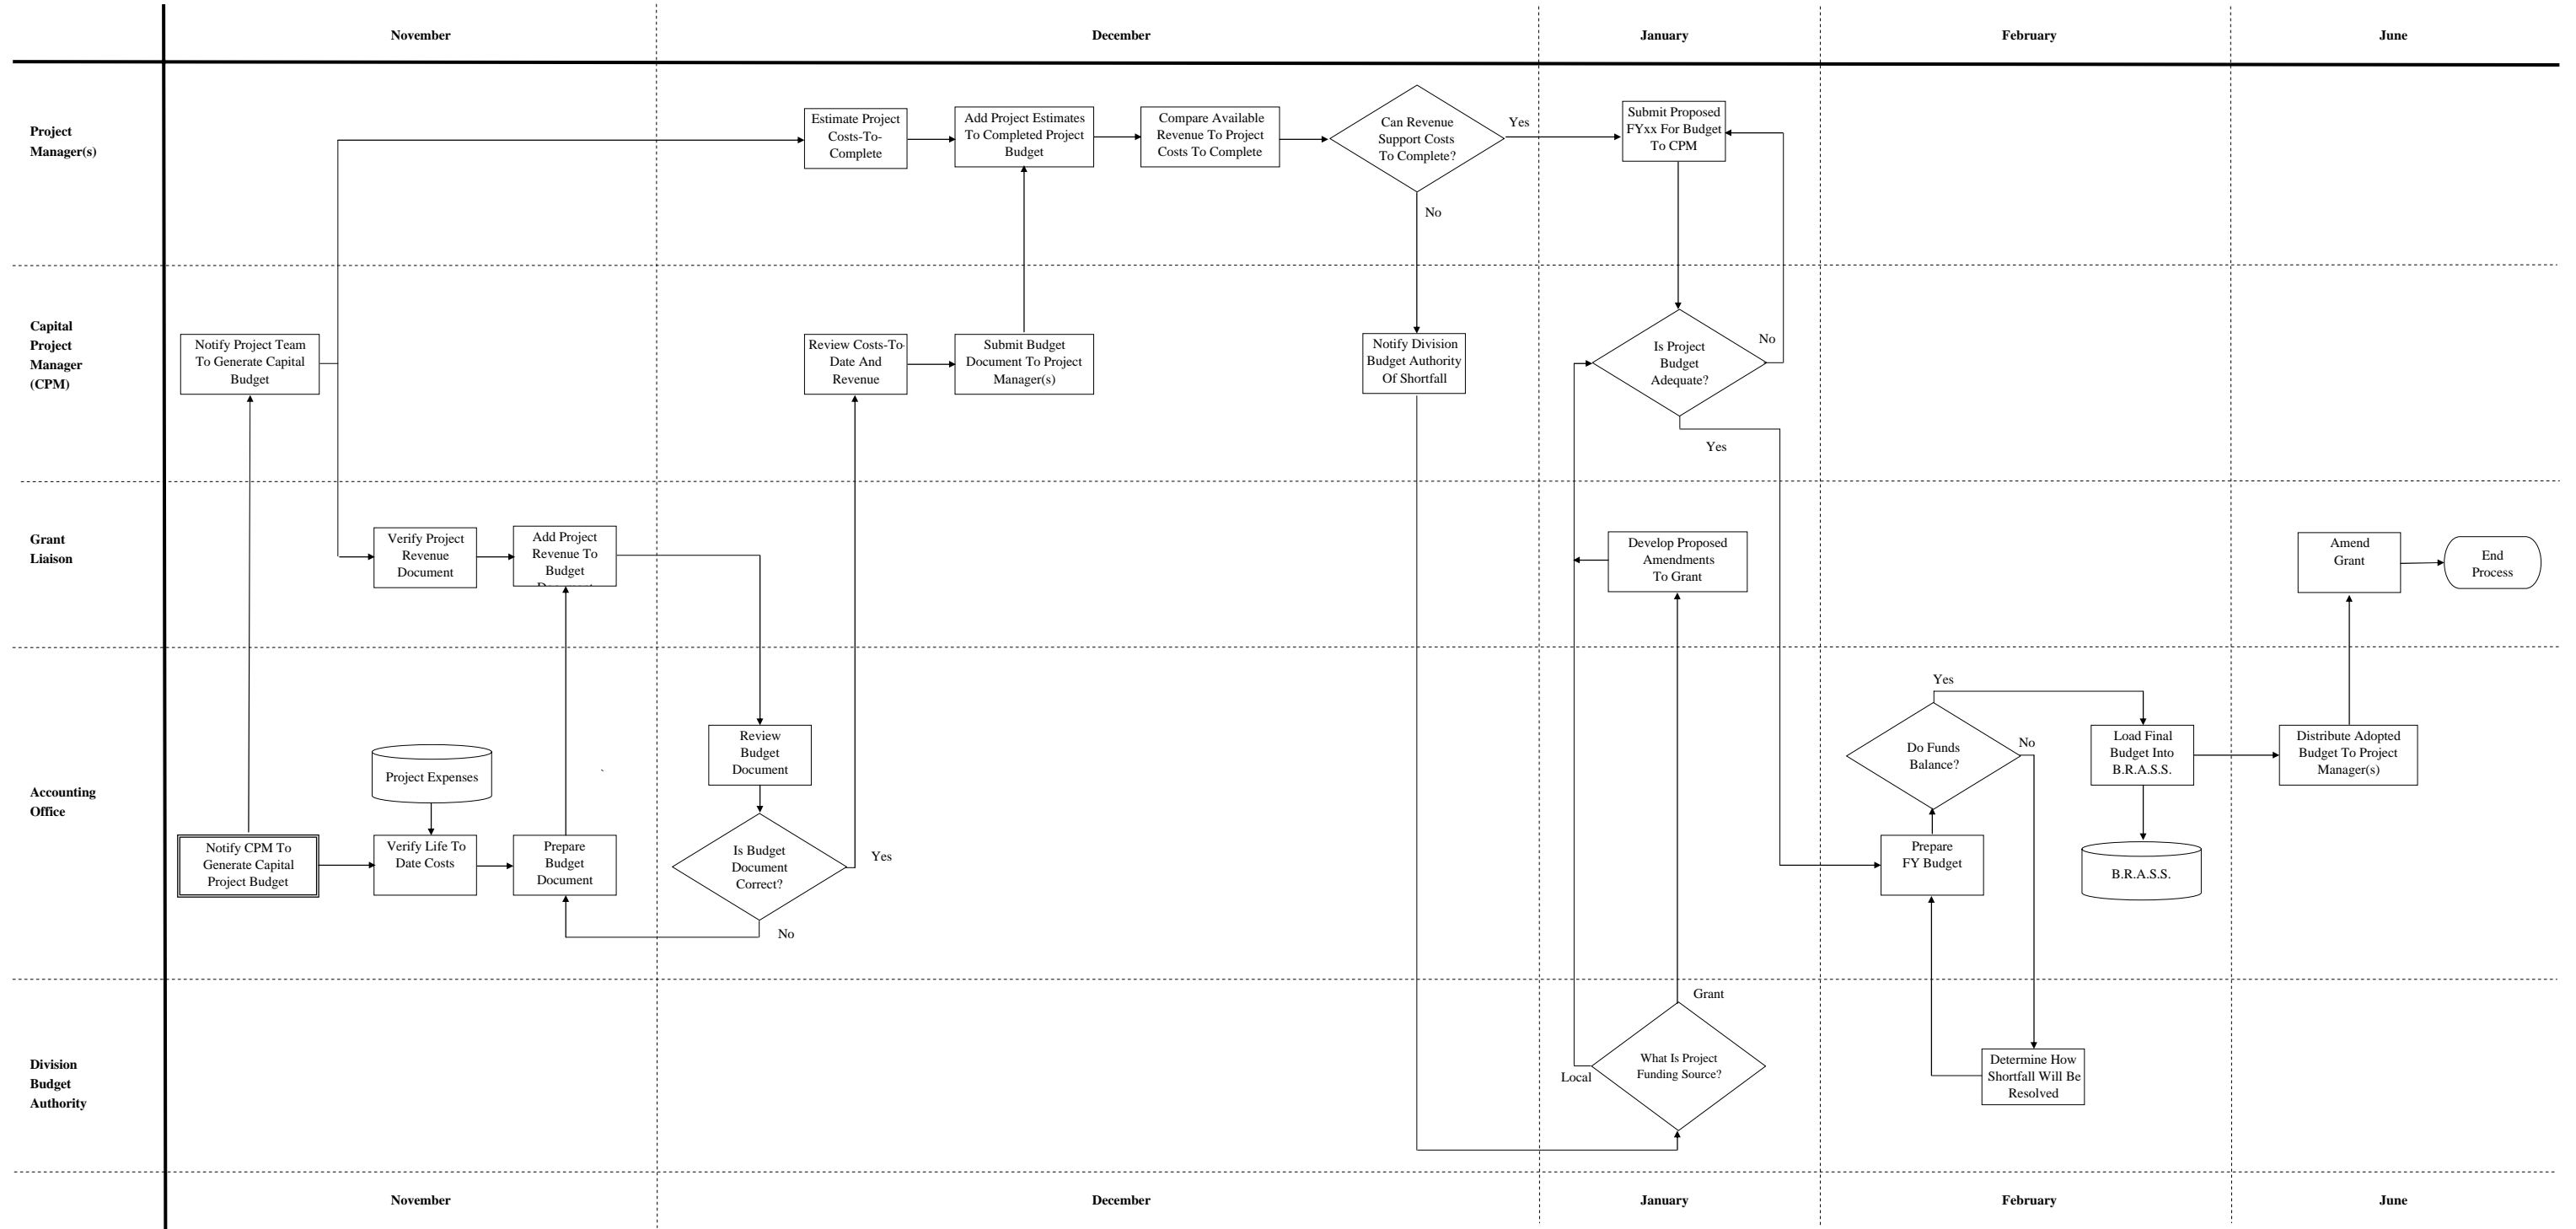 November
December
January
February
June
Project
Manager(s)
Estimate Project
Costs-To-
Complete
Add Project Estimates
To Completed Project
Budget
Compare Available
Revenue To Project
Costs To Complete
Can Revenue
Support Costs
To Complete?
Yes
No
Submit Proposed
FYxx For Budget
To CPM
Capital
Project
Manager
(CPM)
Notify Project Team
To Generate Capital
Budget
Review Costs-To-
Date And
Revenue
Submit Budget
Document To Project
Manager(s)
Notify Division
Budget Authority
Of Shortfall
Is Project
Budget
Adequate?
No
Yes
Grant
Liaison
Verify Project
Revenue
Document
Add Project
Revenue To
Budget
Develop Proposed
Amendments
To Grant
Amend
Grant
End
Process
Accounting
Office
Project Expenses
Notify CPM To
Generate Capital
Project Budget
Verify Life To
Date Costs
Prepare
Budget
Document
Review
Budget
Document
Is Budget
Document
Correct?
Yes
No
Yes
Do Funds
Balance?
No
Prepare
FY Budget
Load Final
Budget Into
B.R.A.S.S.
B.R.A.S.S.
Distribute Adopted
Budget To Project
Manager(s)
Division
Budget
Authority
Grant
Local
What Is Project
Funding Source?
Determine How
Shortfall Will Be
Resolved
November
December
January
February
June